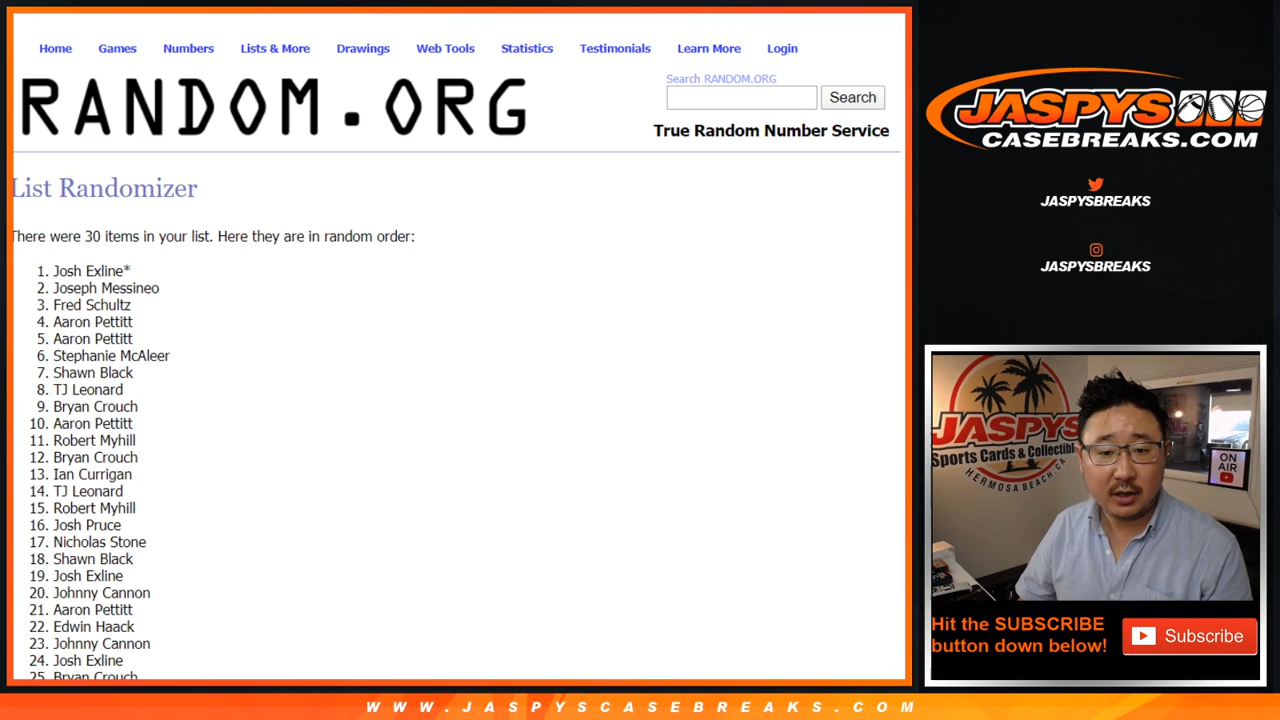 Home Games Numbers Lists & More Drawings Web Tools Statistics Testimonials Learn More Login
RANDOM.ORG
Search RANDOM.ORG
Search
True Random Number Service
List Randomizer
There were 30 items in your list. Here they are in random order:
1. Josh Exline*
2. Joseph Messineo
3. Fred Schultz
4. Aaron Pettitt
5. Aaron Pettitt
6. Stephanie McAleer
7. Shawn Black
8. TJ Leonard
9. Bryan Crouch
10. Aaron Pettitt
11. Robert Myhill
12. Bryan Crouch
13. Ian Currigan
14. TJ Leonard
15. Robert Myhill
16. Josh Pruce
17. Nicholas Stone
18. Shawn Black
19. Josh Exline
20. Johnny Cannon
21. Aaron Pettitt
22. Edwin Haack
23. Johnny Cannon
24. Josh Exline
25. Bryan Crouch
JASPYS
CASEBREAKS.COM
JASPYSBREAKS
JASPYSBREAKS
JASPYS
Sports Cards & Collectibl
HERMOSA BEACH, CA
ON
AIR
Hit the SUBSCRIBE
button down below!
Subscribe
WWW.JASPYSCASEBREAKS.COM